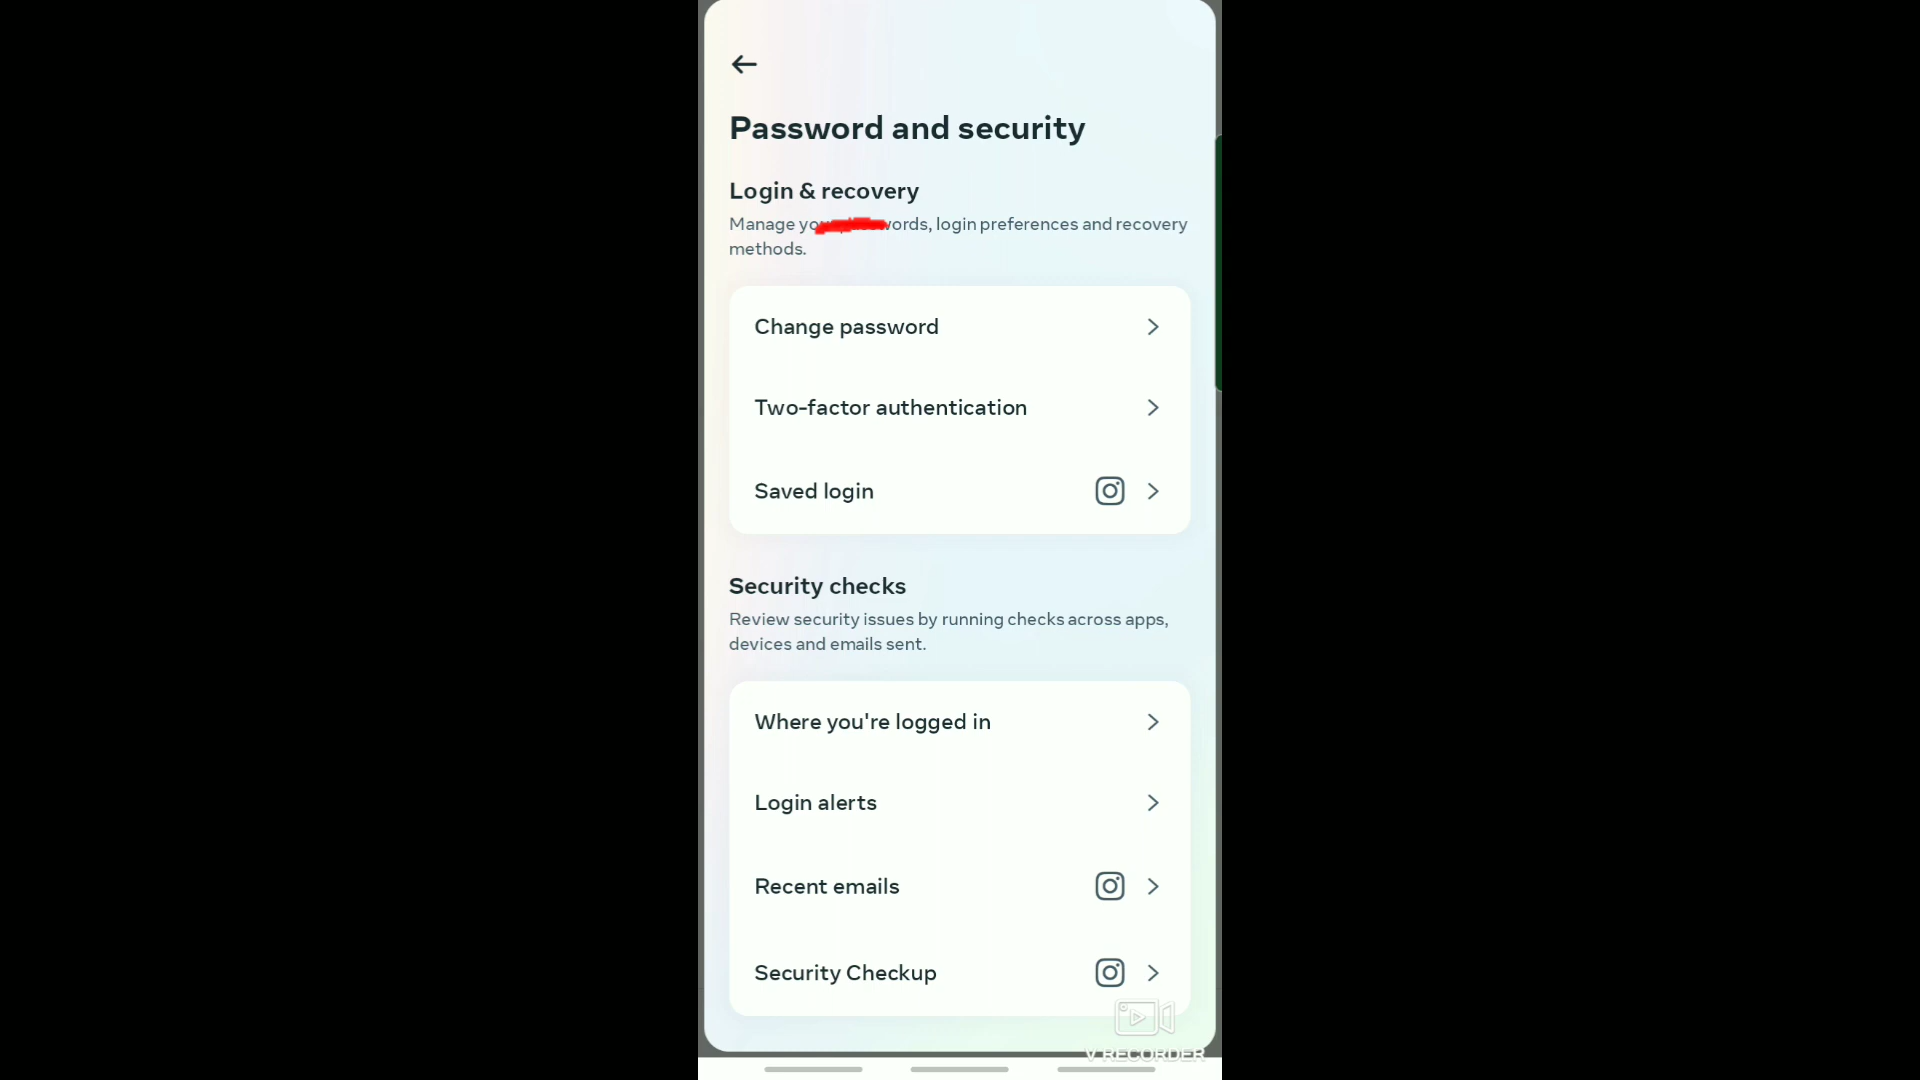 Password and security
Login & recovery
Manage words, login preferences and recovery
methods.
Change password
Two-factor authentication
Saved login
Security checks
Review security issues by running checks across apps,
devices and emails sent.
Where you're logged in
Login alerts
Recent emails
Security Checkup
V RECORDER